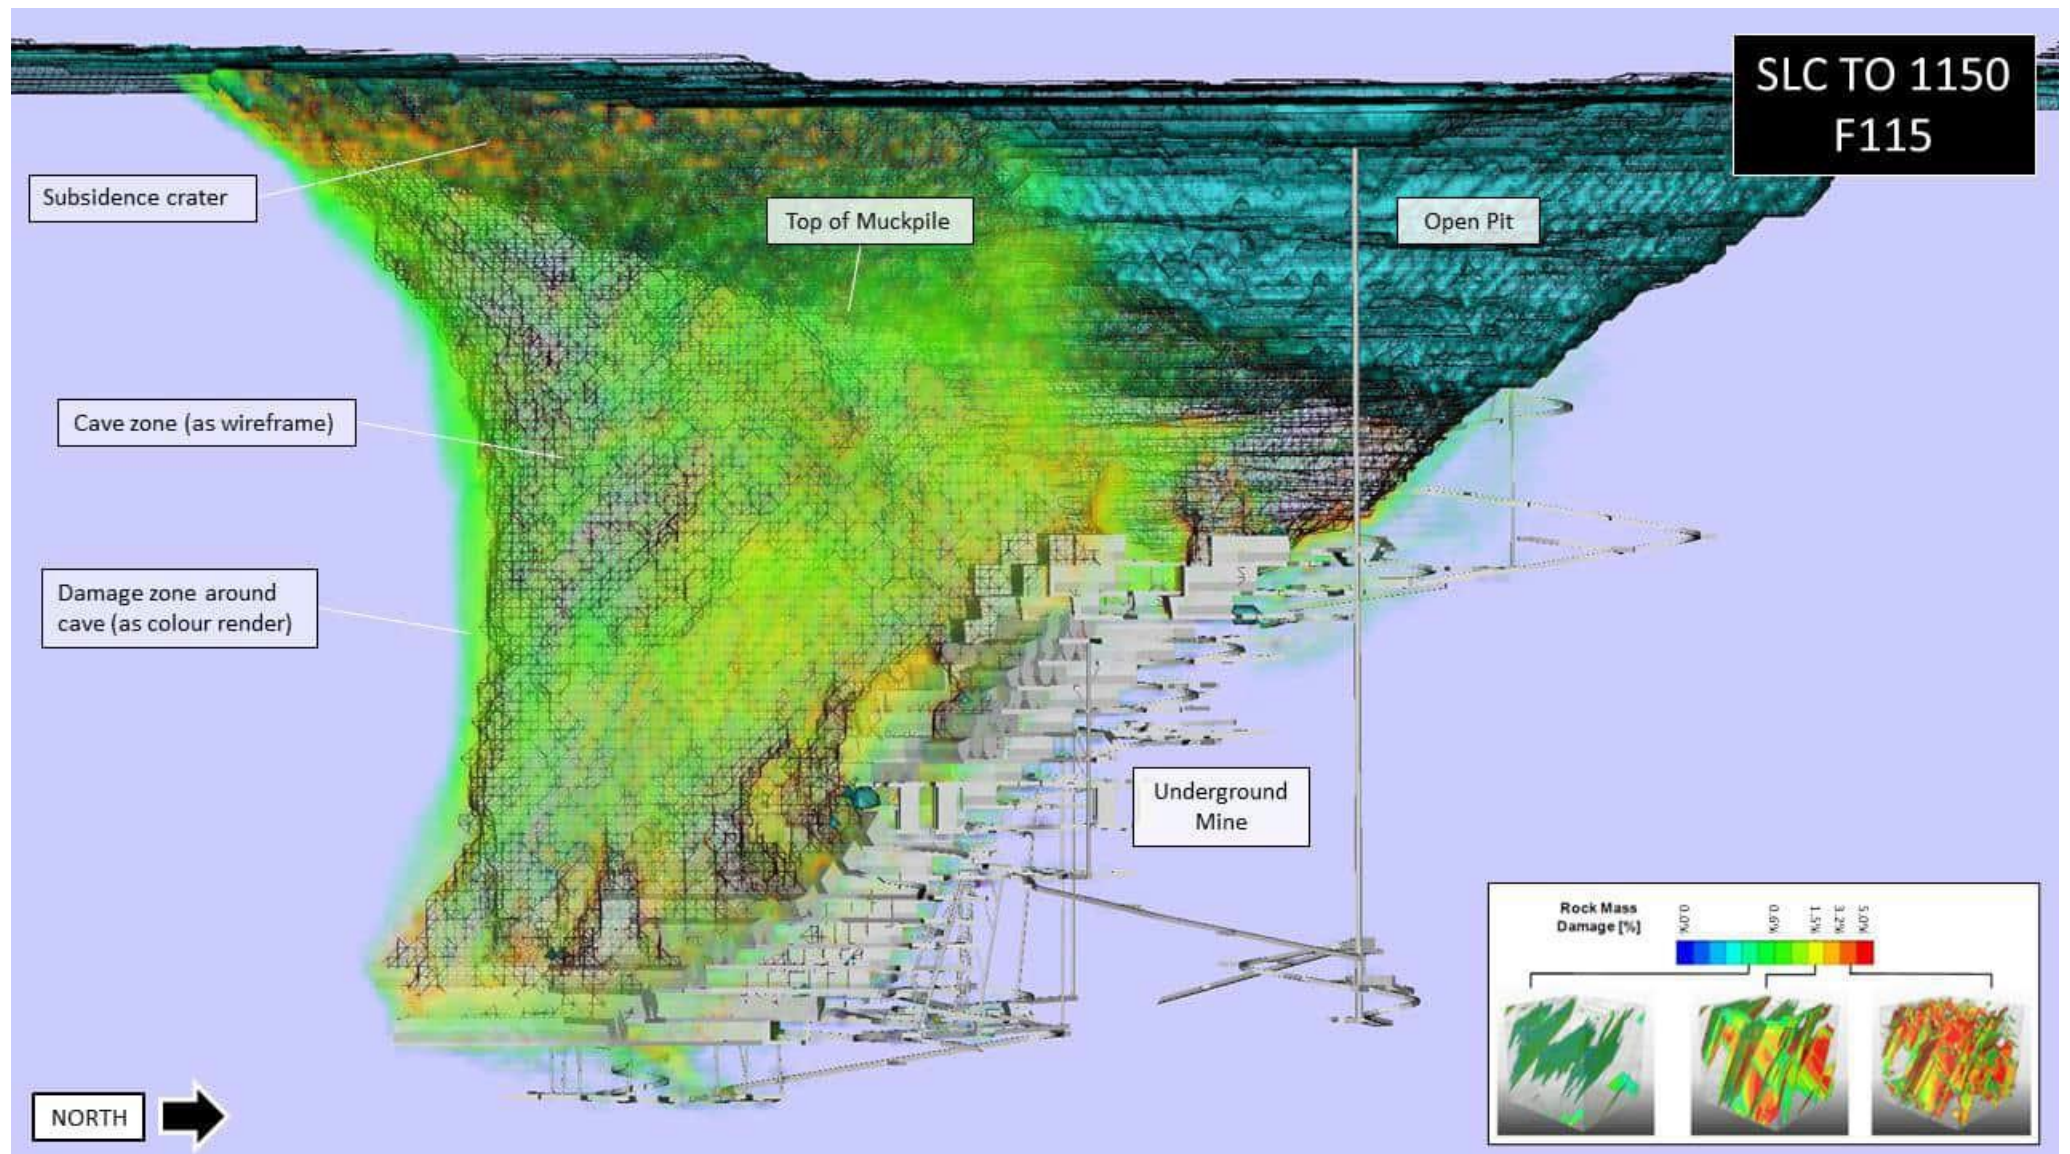 SLC TO 1150
F115
Subsidence crater
Top of Muckpile
Open Pit
Cave zone (as wireframe)
Damage zone around
cave (as colour render)
Underground
Mine
Rock Mass
Damage [%]
0.0%
0.6%
1.5%
3.2%
5.0%
NORTH